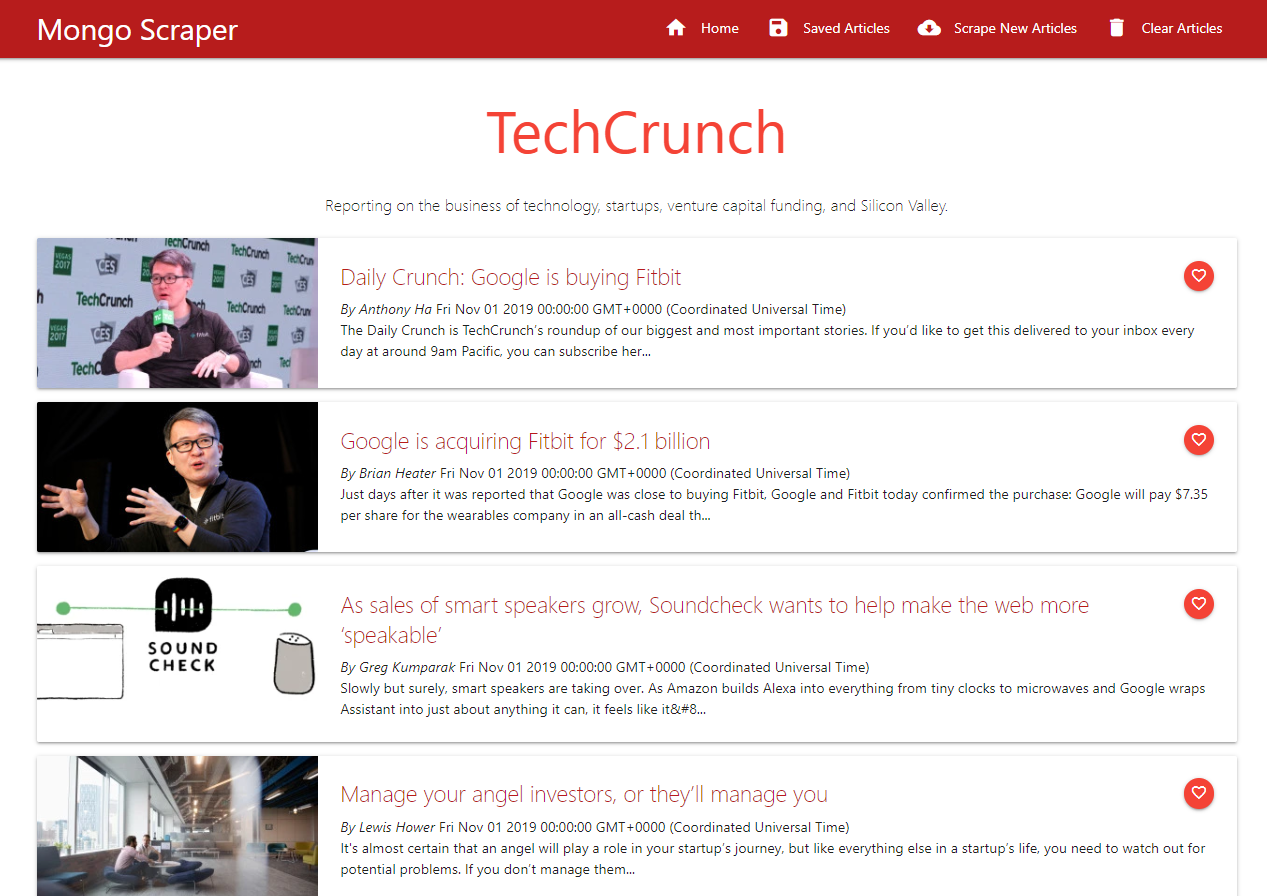 Mongo Scraper
Home
Saved Articles
Scrape New Articles
Clear Articles
TechCrunch
Reporting on the business of technology, startups, venture capital funding, and Silicon Valley.
TechCrunch
TechCrunch
VEGAS 2017
CES
TechCrunch
TechCrunch
VEGAS 2017
CES
fitbit
Daily Crunch: Google is buying Fitbit
By Anthony Ha Fri Nov 01 2019 00:00:00 GMT+0000 (Coordinated Universal Time)
The Daily Crunch is TechCrunch’s roundup of our biggest and most important stories. If you’d like to get this delivered to your inbox every
day at around 9am Pacific, you can subscribe her...
fitbit
Google is acquiring Fitbit for $2.1 billion
By Brian Heater Fri Nov 01 2019 00:00:00 GMT+0000 (Coordinated Universal Time)
Just days after it was reported that Google was close to buying Fitbit, Google and Fitbit today confirmed the purchase: Google will pay $7.35
per share for the wearables company in an all-cash deal th...
SOUND
CHECK
As sales of smart speakers grow, Soundcheck wants to help make the web more
‘speakable’
By Greg Kumparak Fri Nov 01 2019 00:00:00 GMT+0000 (Coordinated Universal Time)
Slowly but surely, smart speakers are taking over. As Amazon builds Alexa into everything from tiny clocks to microwaves and Google wraps
Assistant into just about anything it can, it feels like it&#8...
Manage your angel investors, or they’ll manage you
By Lewis Hower Fri Nov 01 2019 00:00:00 GMT+0000 (Coordinated Universal Time)
It's almost certain that an angel will play a role in your startup’s journey, but like everything else in a startup’s life, you need to watch out for
potential problems. If you don’t manage them...